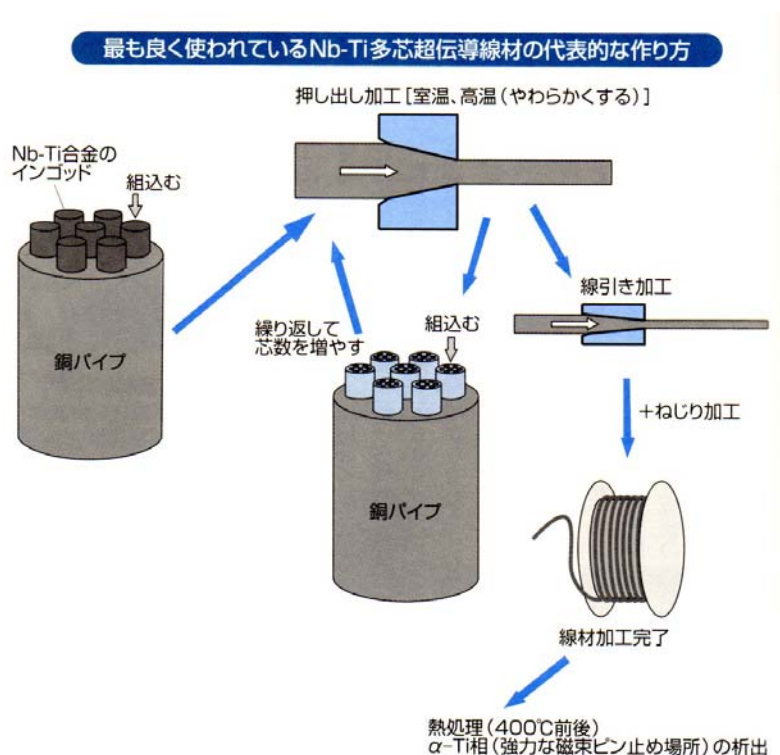 最も良く使われているNb-Ti多芯超伝導線材の代表的な作り方
押し出し加工[室温、高温(やわらかくする)]
Nb-Ti合金の
インゴッド
組込む
銅パイプ
繰り返して
芯数を増やす
組込む
銅パイプ
線引き加工
+ねじり加工
線材加工完了
熱処理(400℃前後)
α-Ti相(強力な磁束ピン止め場所)の析出